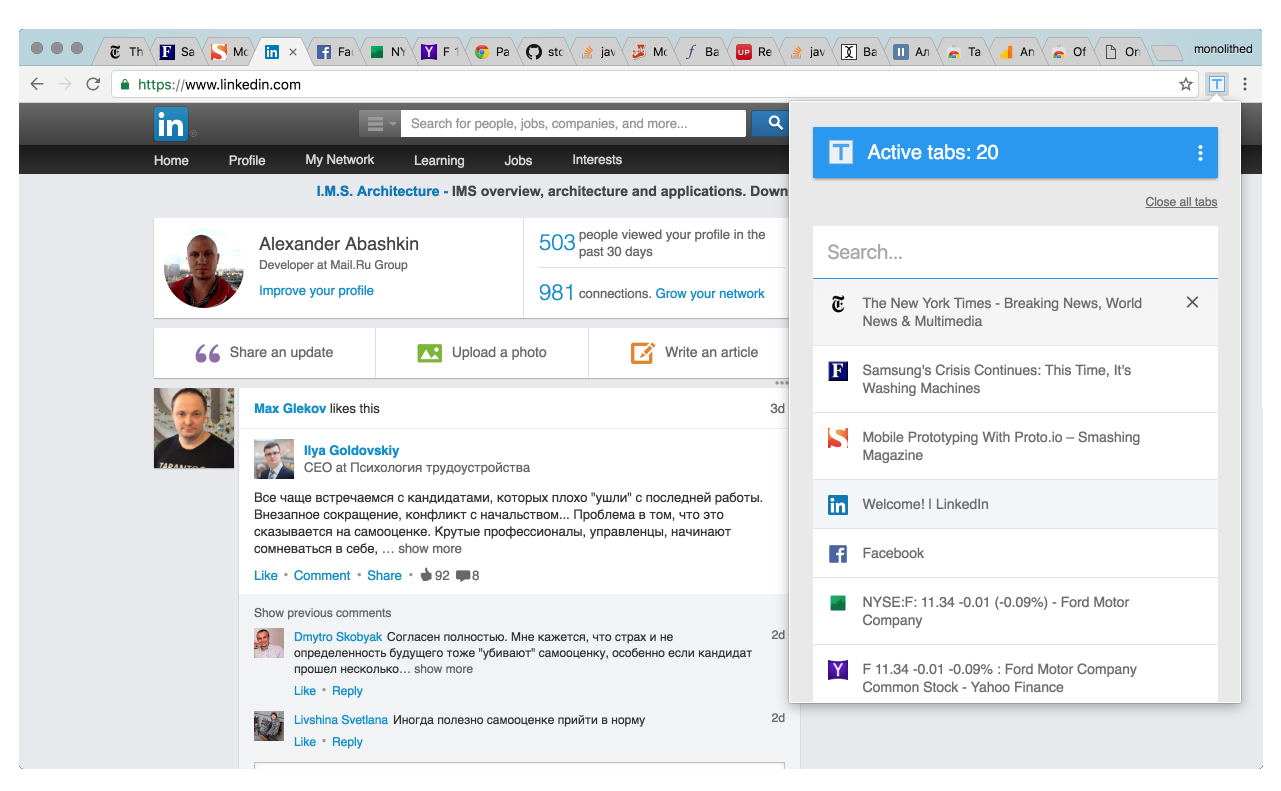 Th
Sa
Mo
Fac
NY
F 1
Pa
sto
jav
Mo
Ba
UP Re
jav
Ba
Ал
Ta
An
Of
On
monolithed
https://www.linkedin.com
in
Search for people, jobs, companies, and more...
Home Profile My Network Learning Jobs Interests
I.M.S. Architecture - IMS overview, architecture and applications. Down
Alexander Abashkin
Developer at Mail.Ru Group
Improve your profile
503 people viewed your profile in the
past 30 days
981 connections. Grow your network
Share an update
Upload a photo
Write an article
Max Glekov likes this 3d
Ilya Goldovskiy
CEO at Психология трудоустройства
Все чаще встречаемся с кандидатами, которых плохо "ушли" с последней работы.
Внезапное сокращение, конфликт с начальством... Проблема в том, что это
сказывается на самооценке. Крутые профессионалы, управленцы, начинают
сомневаться в себе, … show more
Like • Comment • Share • 92 8
Show previous comments
Dmytro Skobyak Согласен полностью. Мне кажется, что страх и не 2d
определенность будущего тоже "убивают" самооценку, особенно если кандидат
прошел несколько… show more
Like • Reply
Livshina Svetlana Иногда полезно самооценке прийти в норму 2d
Like • Reply
T Active tabs: 20
Close all tabs
Search...
The New York Times - Breaking News, World
News & Multimedia
Samsung's Crisis Continues: This Time, It's
Washing Machines
Mobile Prototyping With Proto.io – Smashing
Magazine
Welcome! | LinkedIn
Facebook
NYSE:F: 11.34 -0.01 (-0.09%) - Ford Motor
Company
F 11.34 -0.01 -0.09% : Ford Motor Company
Common Stock - Yahoo Finance